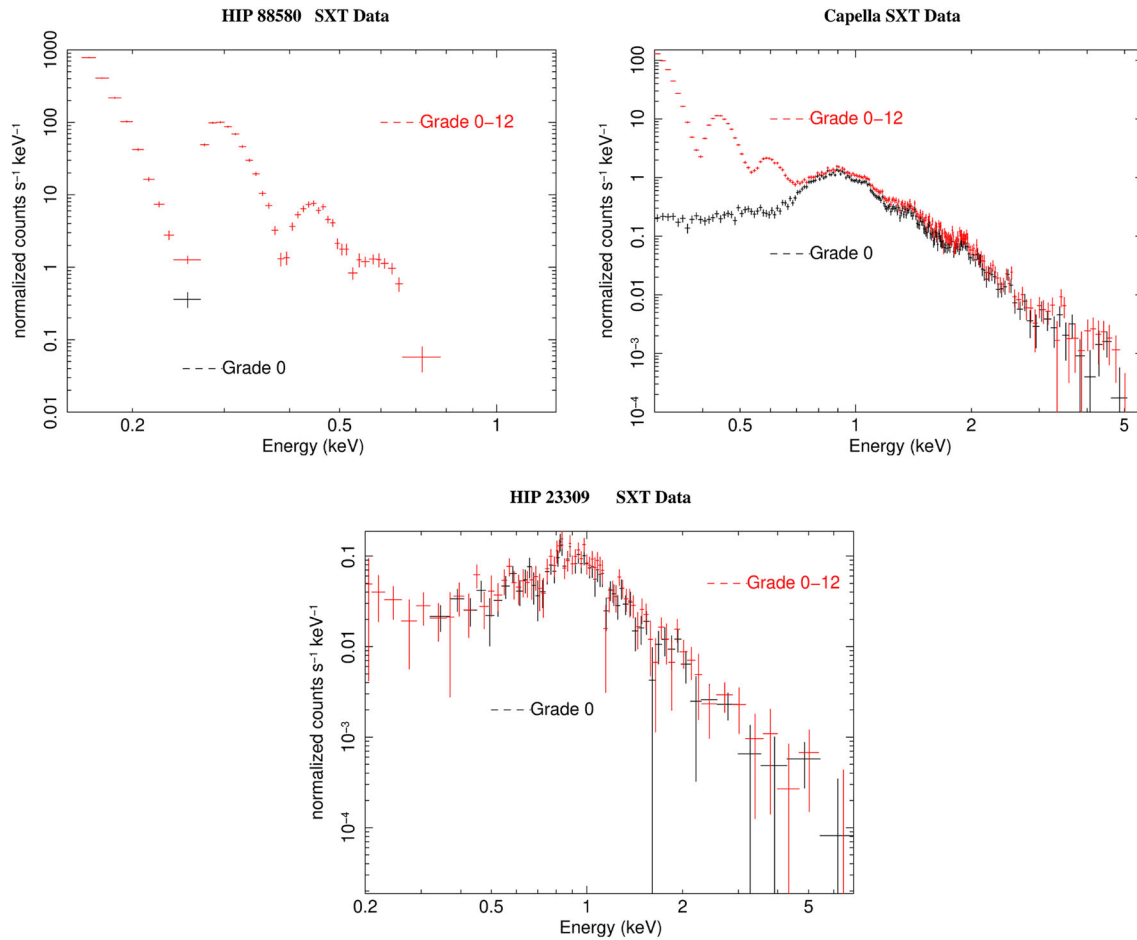 HIP 88580 SXT Data
normalized counts s⁻¹ keV⁻¹
1000
100
10
1
0.1
0.01
Grade 0−12
Grade 0
0.2
0.5
1
Energy (keV)
Capella SXT Data
normalized counts s⁻¹ keV⁻¹
100
10
1
0.1
0.01
10⁻³
10⁻⁴
Grade 0−12
Grade 0
0.5
1
2
5
Energy (keV)
HIP 23309 SXT Data
normalized counts s⁻¹ keV⁻¹
0.1
0.01
10⁻³
10⁻⁴
Grade 0−12
Grade 0
0.2
0.5
1
2
5
Energy (keV)